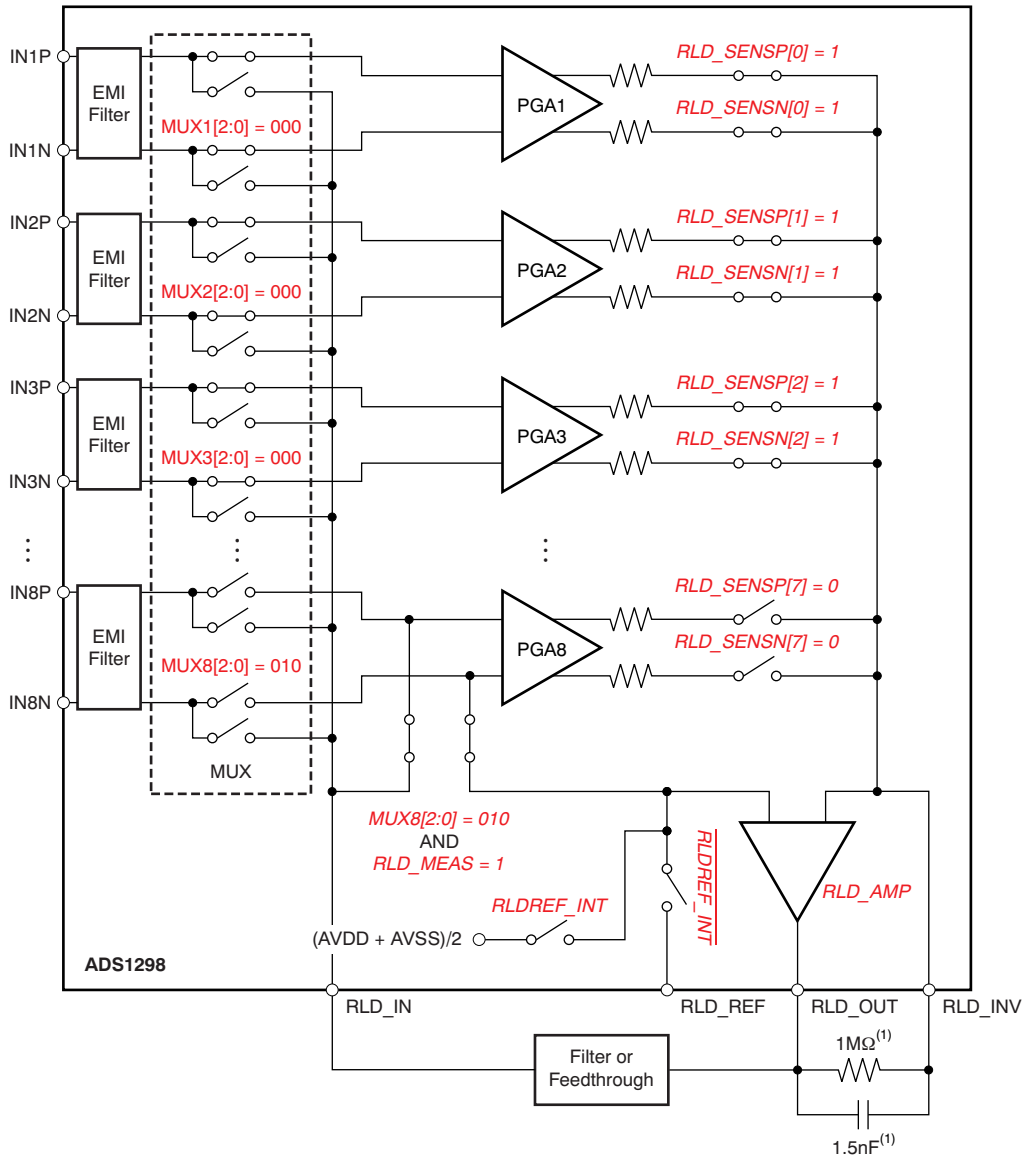 IN1P
EMI
Filter
IN1N
MUX1[2:0] = 000
PGA1
RLD_SENSP[0] = 1
RLD_SENSN[0] = 1
IN2P
EMI
Filter
IN2N
MUX2[2:0] = 000
PGA2
RLD_SENSP[1] = 1
RLD_SENSN[1] = 1
IN3P
EMI
Filter
IN3N
MUX3[2:0] = 000
PGA3
RLD_SENSP[2] = 1
RLD_SENSN[2] = 1
IN8P
EMI
Filter
IN8N
MUX8[2:0] = 010
MUX
PGA8
RLD_SENSP[7] = 0
RLD_SENSN[7] = 0
MUX8[2:0] = 010
AND
RLD_MEAS = 1
RLDREF_INT
(AVDD + AVSS)/2
RLDREF_INT
RLD_AMP
ADS1298
RLD_IN
RLD_REF
RLD_OUT
RLD_INV
Filter or
Feedthrough
1MΩ(1)
1.5nF(1)